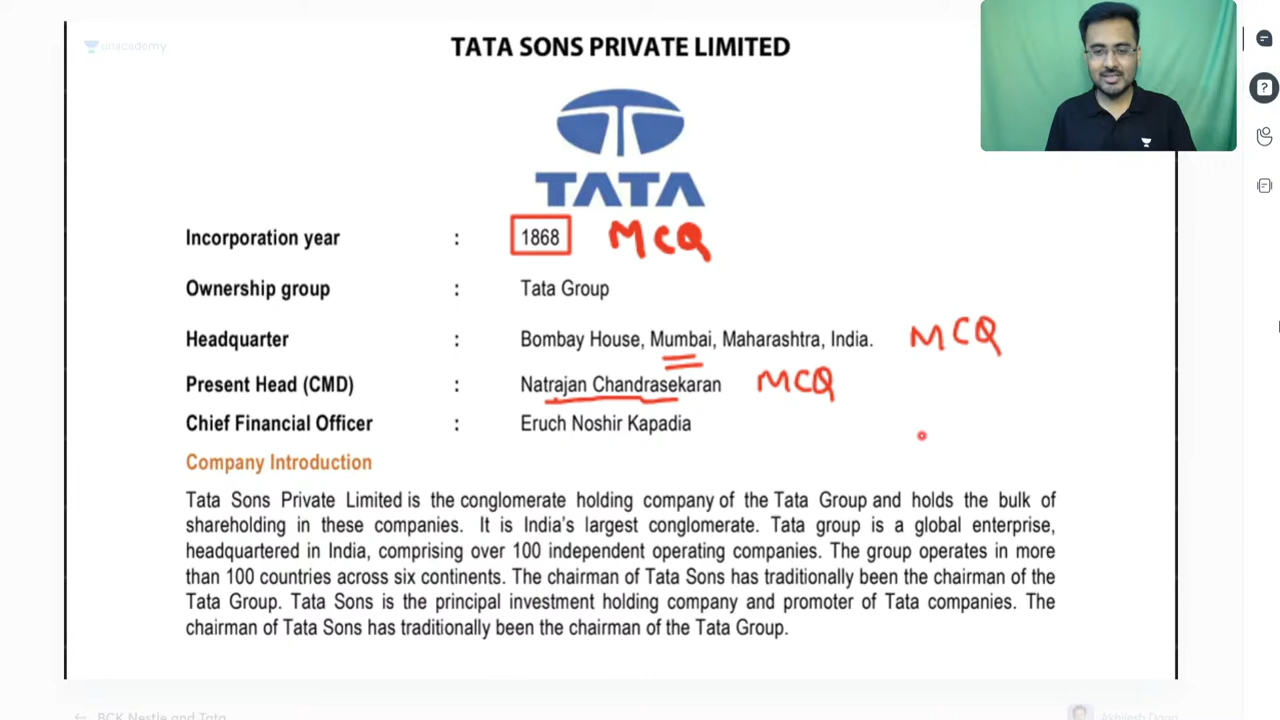 TATA SONS PRIVATE LIMITED
TATA
Incorporation year : 1868 MCQ
Ownership group : Tata Group
Headquarter : Bombay House, Mumbai, Maharashtra, India. MCQ
Present Head (CMD) : Natrajan Chandrasekaran MCQ
Chief Financial Officer : Eruch Noshir Kapadia
Company Introduction
Tata Sons Private Limited is the conglomerate holding company of the Tata Group and holds the bulk of
shareholding in these companies. It is India's largest conglomerate. Tata group is a global enterprise,
headquartered in India, comprising over 100 independent operating companies. The group operates in more
than 100 countries across six continents. The chairman of Tata Sons has traditionally been the chairman of the
Tata Group. Tata Sons is the principal investment holding company and promoter of Tata companies. The
chairman of Tata Sons has traditionally been the chairman of the Tata Group.
BCK Nestle and Tata